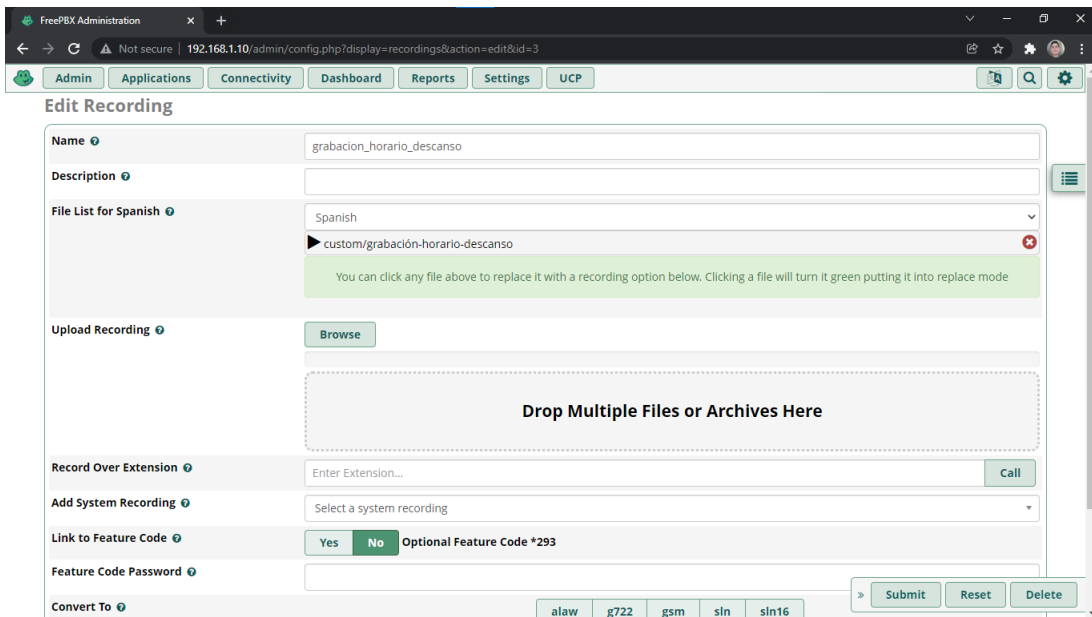 FreePBX Administration
Not secure | 192.168.1.10/admin/config.php?display=recordings&action=edit&id=3
Admin Applications Connectivity Dashboard Reports Settings UCP
Edit Recording
Name
grabacion_horario_descanso
Description
File List for Spanish
Spanish
custom/grabación-horario-descanso
You can click any file above to replace it with a recording option below. Clicking a file will turn it green putting it into replace mode
Upload Recording
Browse
Drop Multiple Files or Archives Here
Record Over Extension
Enter Extension...
Call
Add System Recording
Select a system recording
Link to Feature Code
Yes No Optional Feature Code *293
Feature Code Password
Submit Reset Delete
Convert To
alaw g722 gsm sln sln16